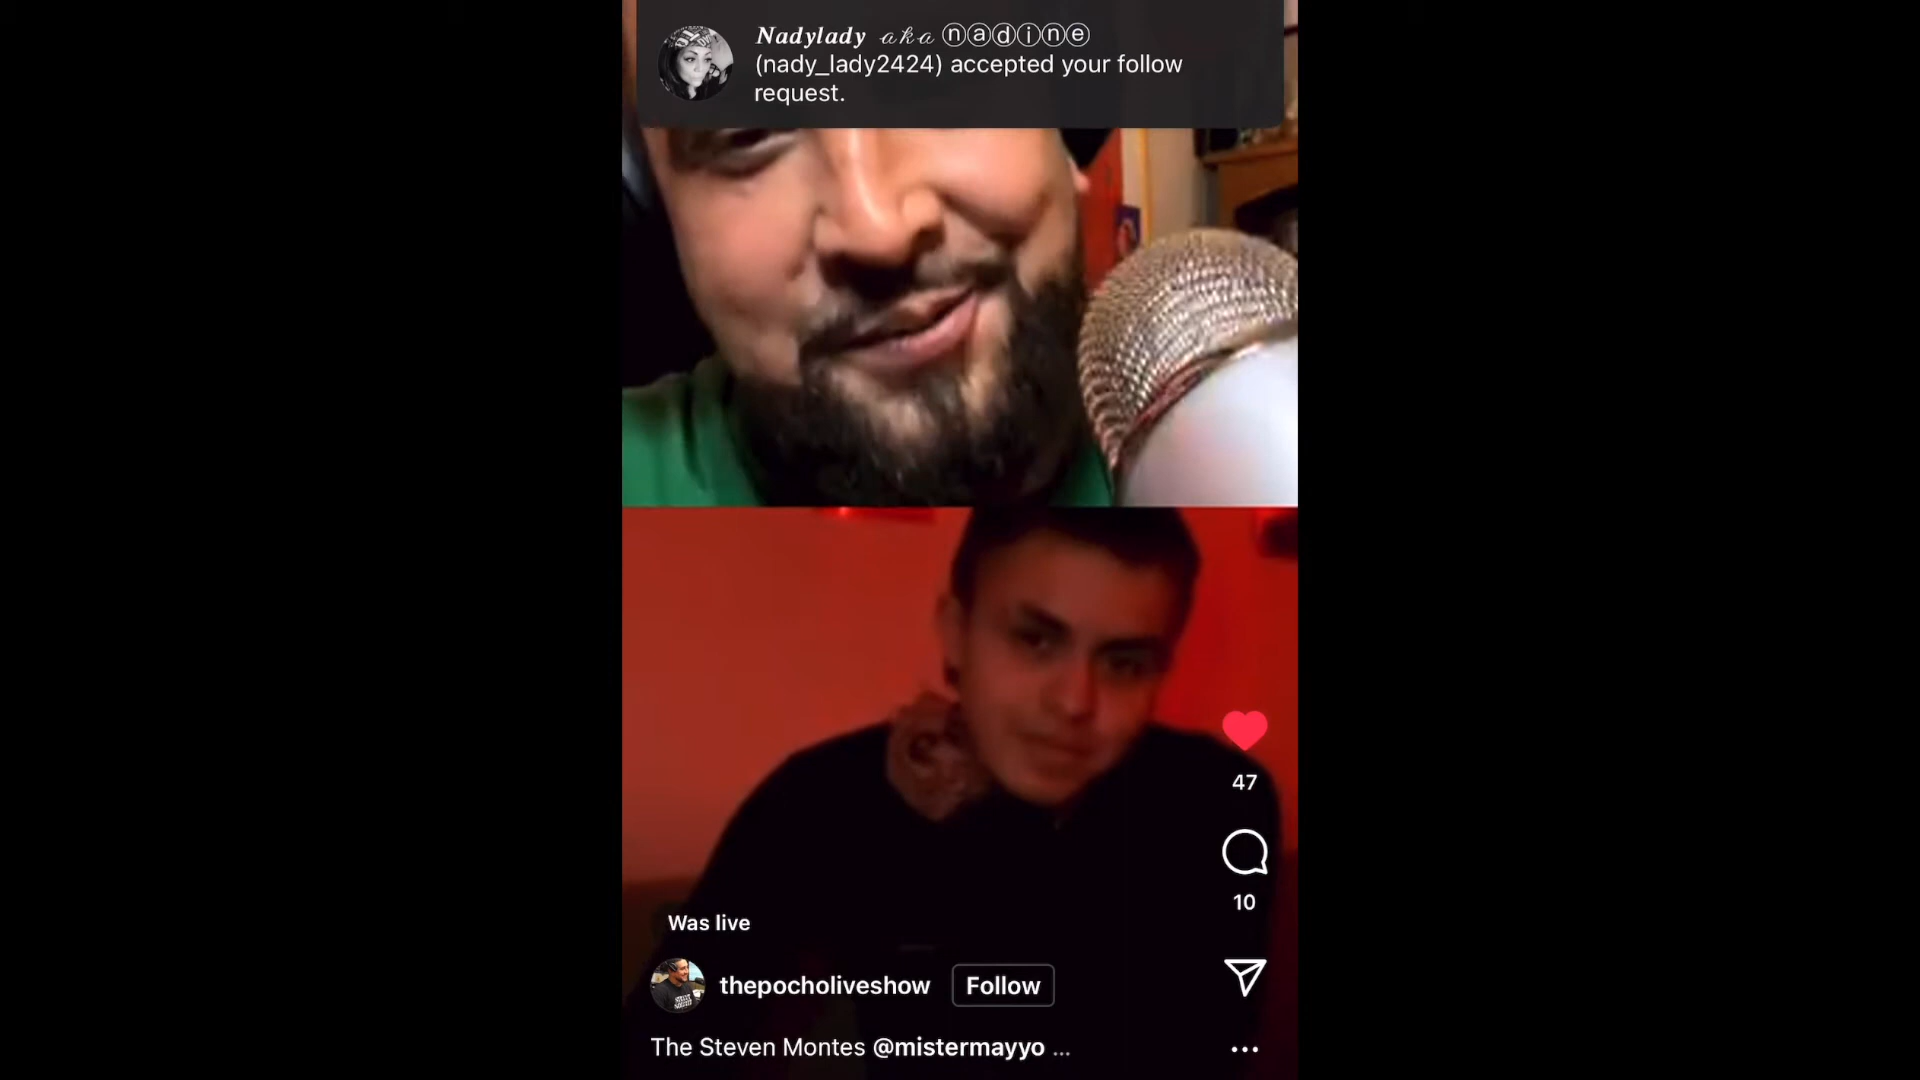 Nadylady aka ⓝⓐⓓⓘⓝⓔ
(nady_lady2424) accepted your follow
request.
47
10
Was live
thepocholiveshow Follow
The Steven Montes @mistermayyo ...